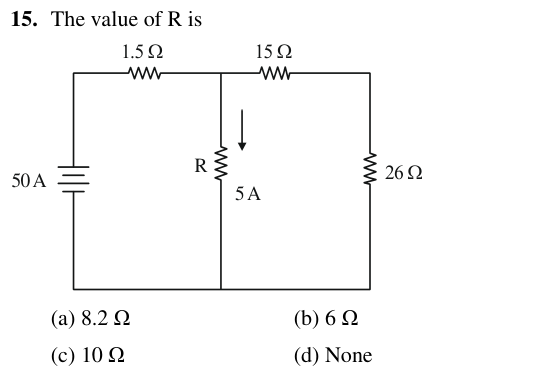 15. The value of R is
1.5 Ω
15 Ω
R
50 A
26 Ω
5 A
(a) 8.2 Ω
(b) 6 Ω
(c) 10 Ω
(d) None